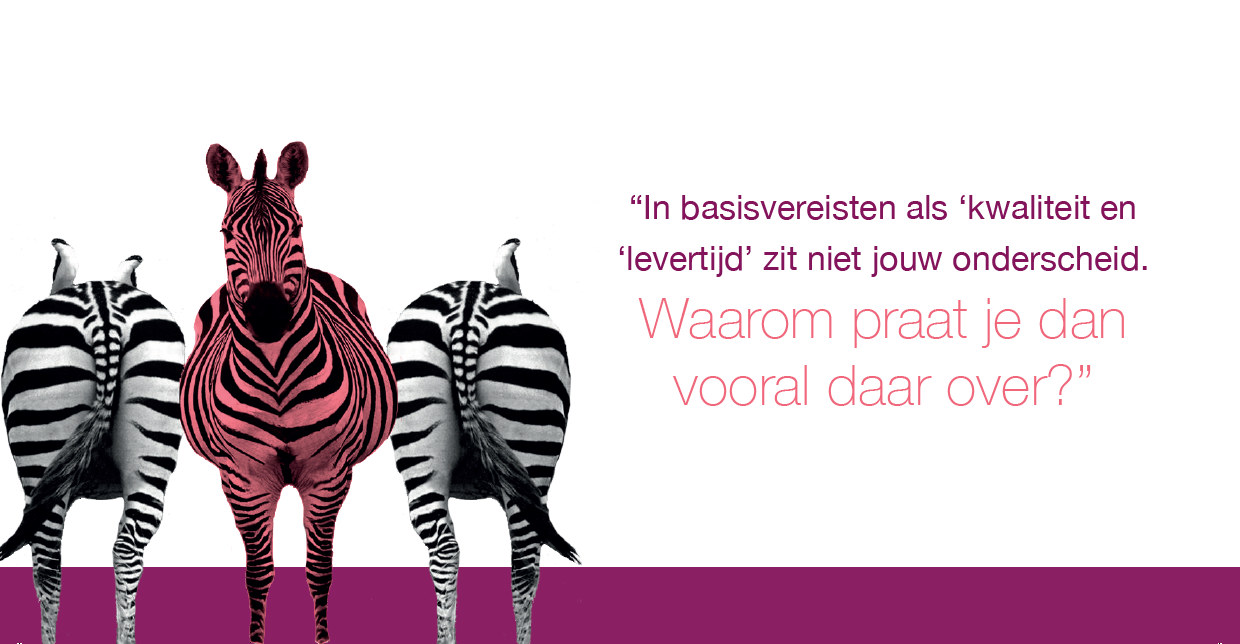 “In basisvereisten als ‘kwaliteit en
‘levertijd’ zit niet jouw onderscheid.
Waarom praat je dan
vooral daar over?”